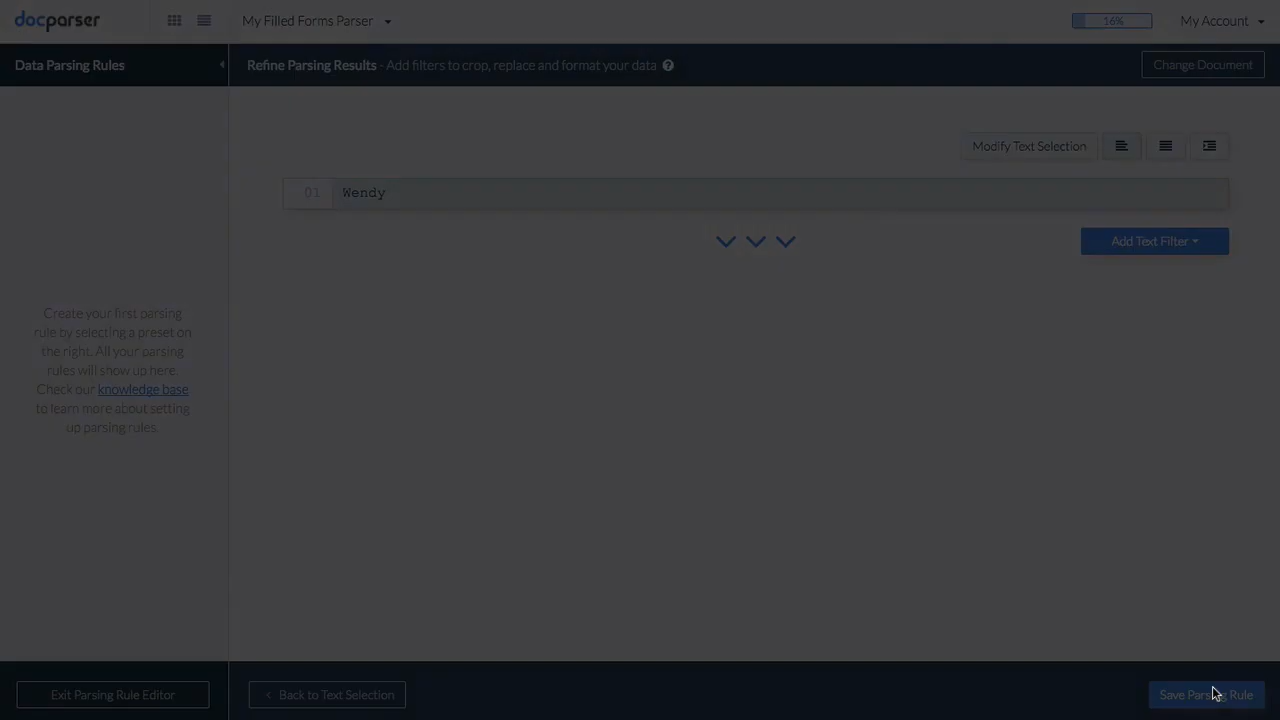 docparser
My Filled Forms Parser
16%
My Account
Data Parsing Rules
Refine Parsing Results - Add filters to crop, replace and format your data
Change Document
Modify Text Selection
01 Wendy
Add Text Filter
Create your first parsing
rule by selecting a preset on
the right. All your parsing
rules will show up here.
Check our knowledge base
to learn more about setting
up parsing rules.
Exit Parsing Rule Editor
Back to Text Selection
Save Parsing Rule